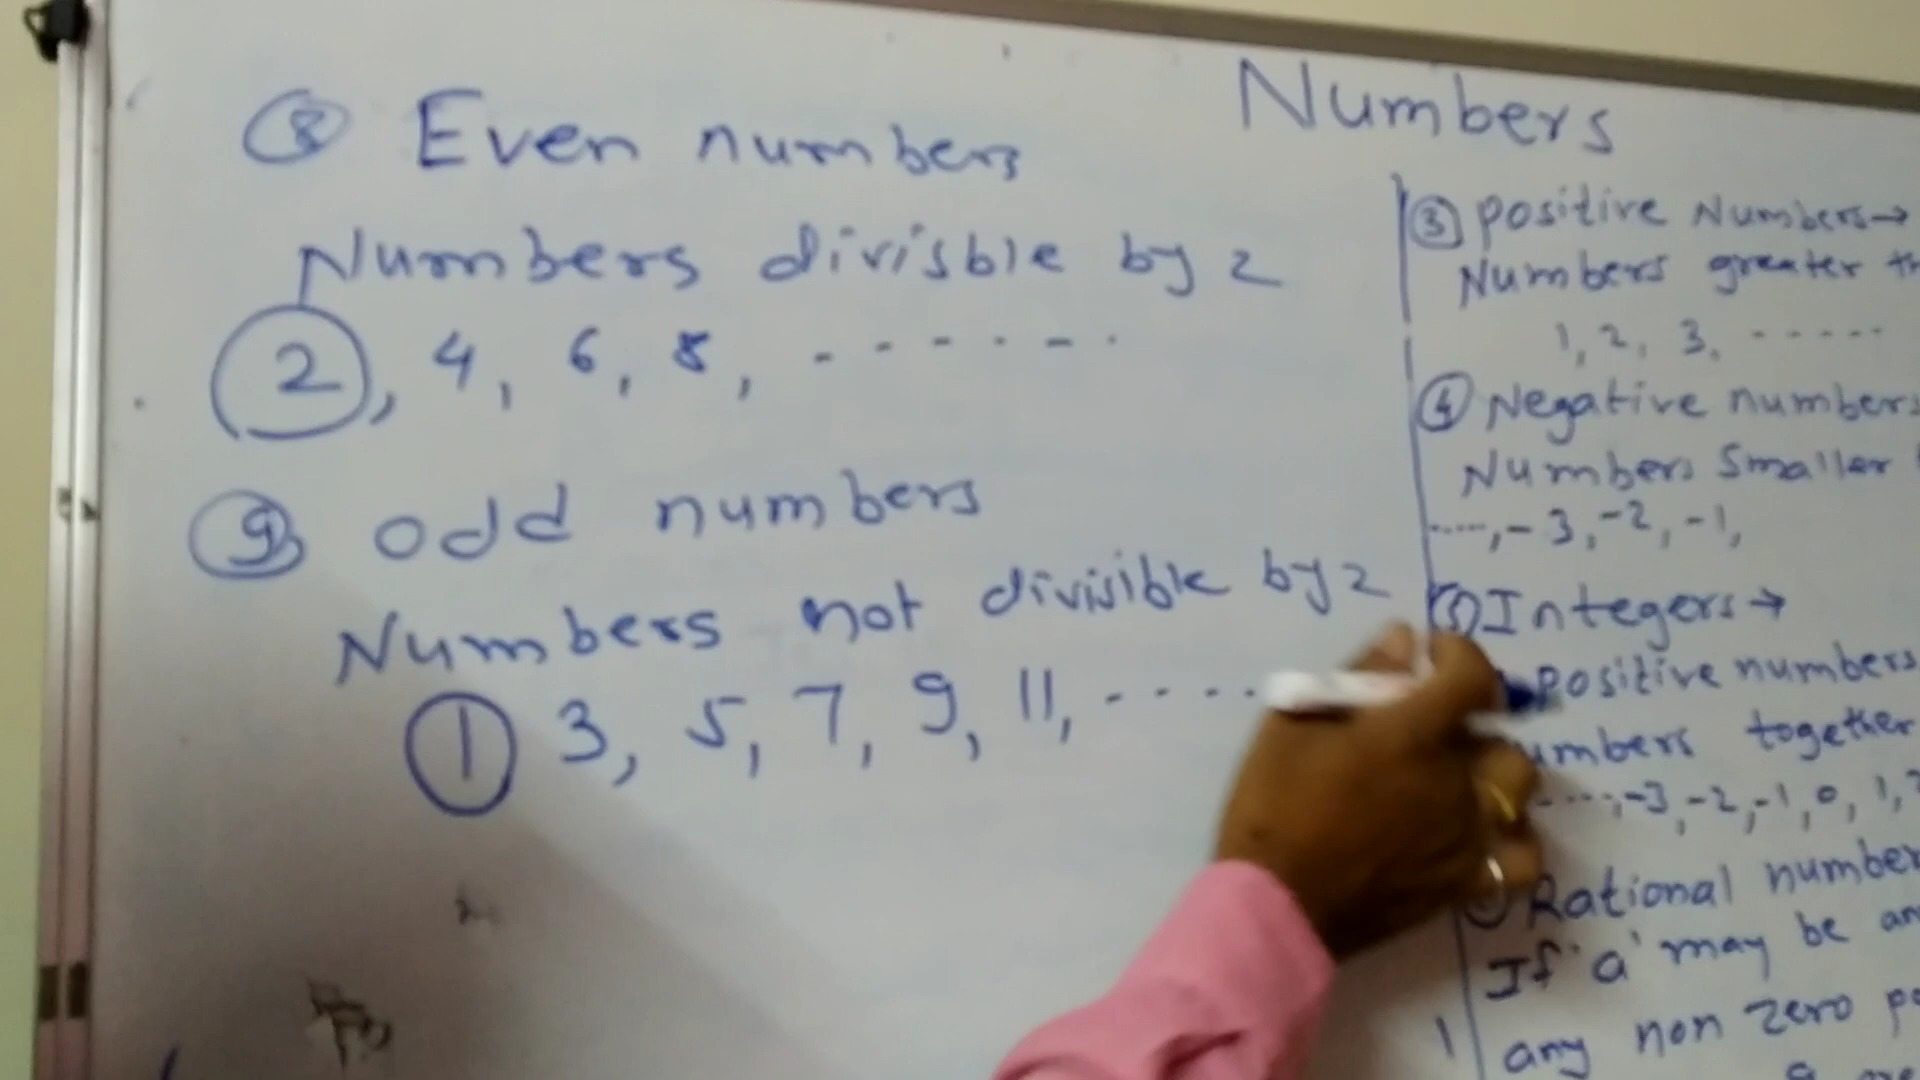 Numbers
8 Even numbers
Numbers divisble by 2
2, 4, 6, 8, - - - - - -
9 odd numbers
Numbers not divisible by 2
1 3, 5, 7, 9, 11, - - - -
3 Positive Numbers→
Numbers greater
1, 2, 3, - - - - -
4 Negative numbers
Numbers Smaller
----, -3, -2, -1,
5 Integers→
positive numbers
together
----, -3, -2, -1, 0, 1,
Rational number
If 'a' may be
any non zero